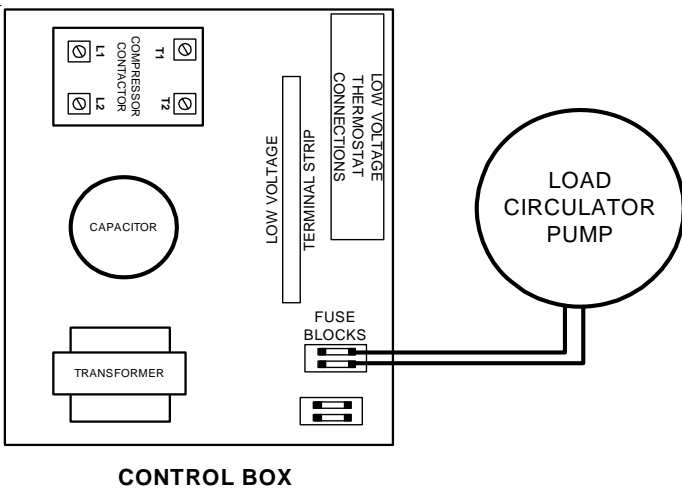 L1
T1
COMPRESSOR
CONTACTOR
L2
T2
LOW VOLTAGE
THERMOSTAT
CONNECTIONS
LOW VOLTAGE
TERMINAL STRIP
CAPACITOR
LOAD
CIRCULATOR
PUMP
FUSE
BLOCKS
TRANSFORMER
CONTROL BOX